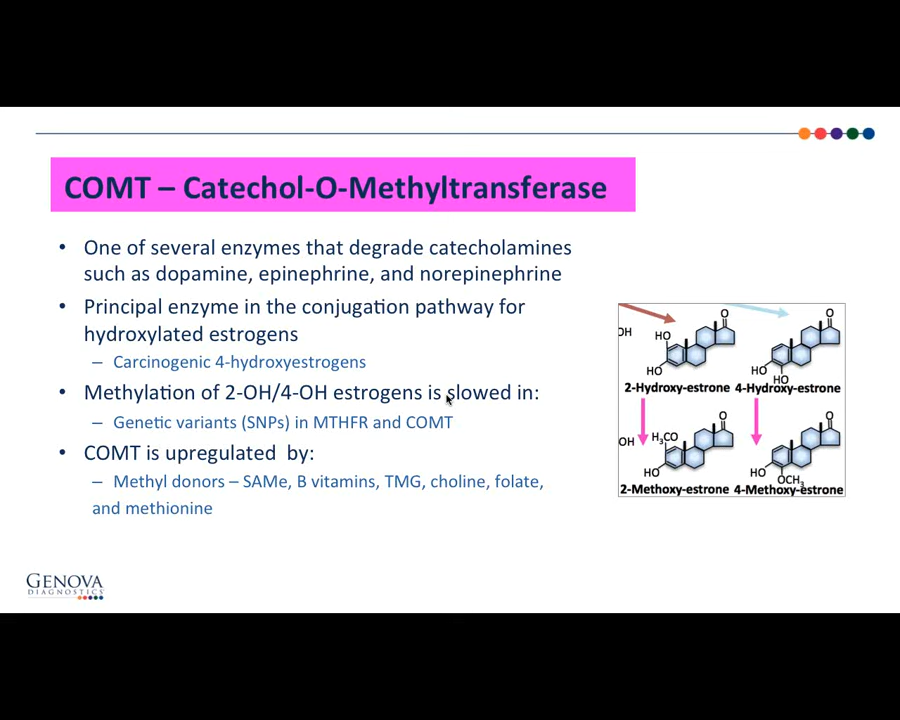 COMT – Catechol-O-Methyltransferase
• One of several enzymes that degrade catecholamines
such as dopamine, epinephrine, and norepinephrine
• Principal enzyme in the conjugation pathway for
hydroxylated estrogens
– Carcinogenic 4-hydroxyestrogens
• Methylation of 2-OH/4-OH estrogens is slowed in:
– Genetic variants (SNPs) in MTHFR and COMT
• COMT is upregulated by:
– Methyl donors – SAMe, B vitamins, TMG, choline, folate,
and methionine
O
O
OH
HO
HO
HO
HO
2-Hydroxy-estrone
4-Hydroxy-estrone
O
O
OH
H₃CO
HO
HO
OCH₃
2-Methoxy-estrone
4-Methoxy-estrone
GENOVA
DIAGNOSTICS